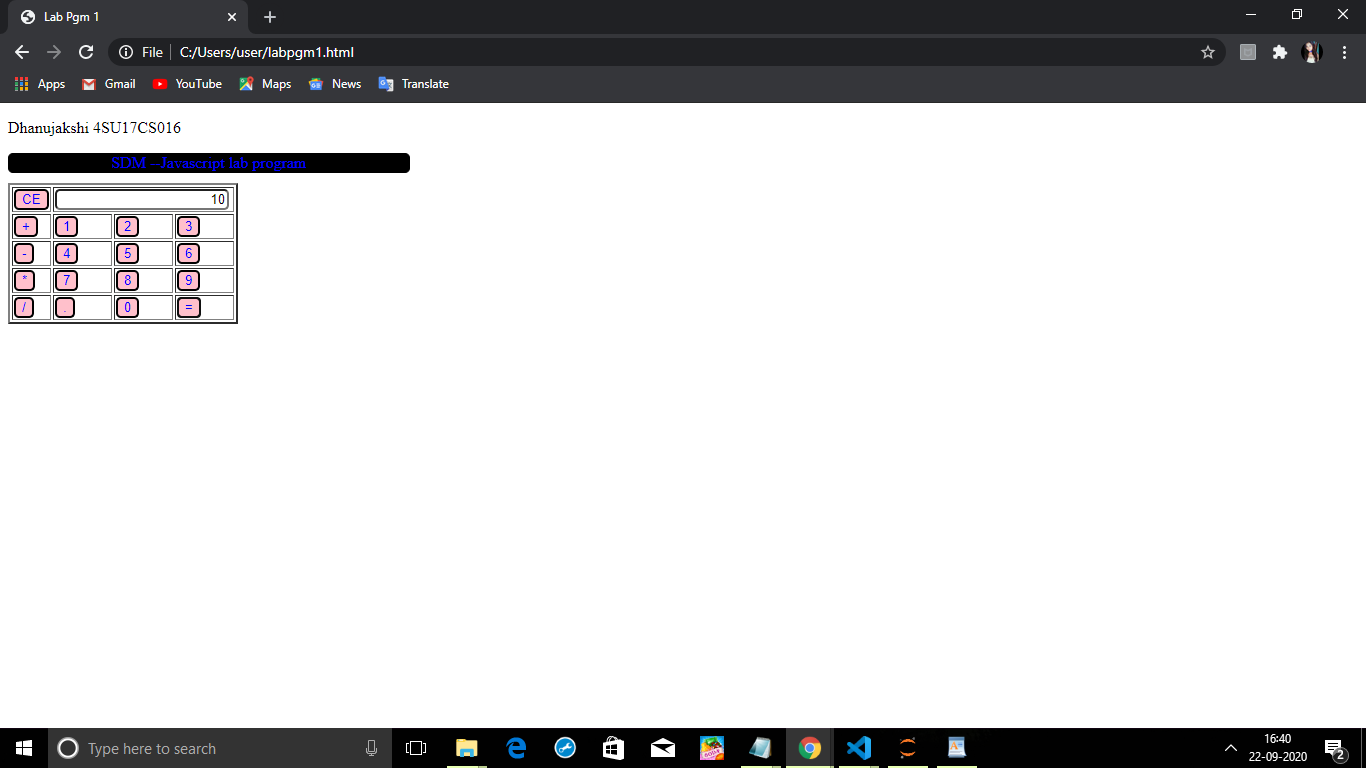 Lab Pgm 1
File C:/Users/user/labpgm1.html
Apps Gmail YouTube Maps News Translate
Dhanujakshi 4SU17CS016
SDM --Javascript lab program
CE 10
+ 1 2 3
- 4 5 6
* 7 8 9
/ . 0 =
Type here to search
16:40
22-09-2020
2